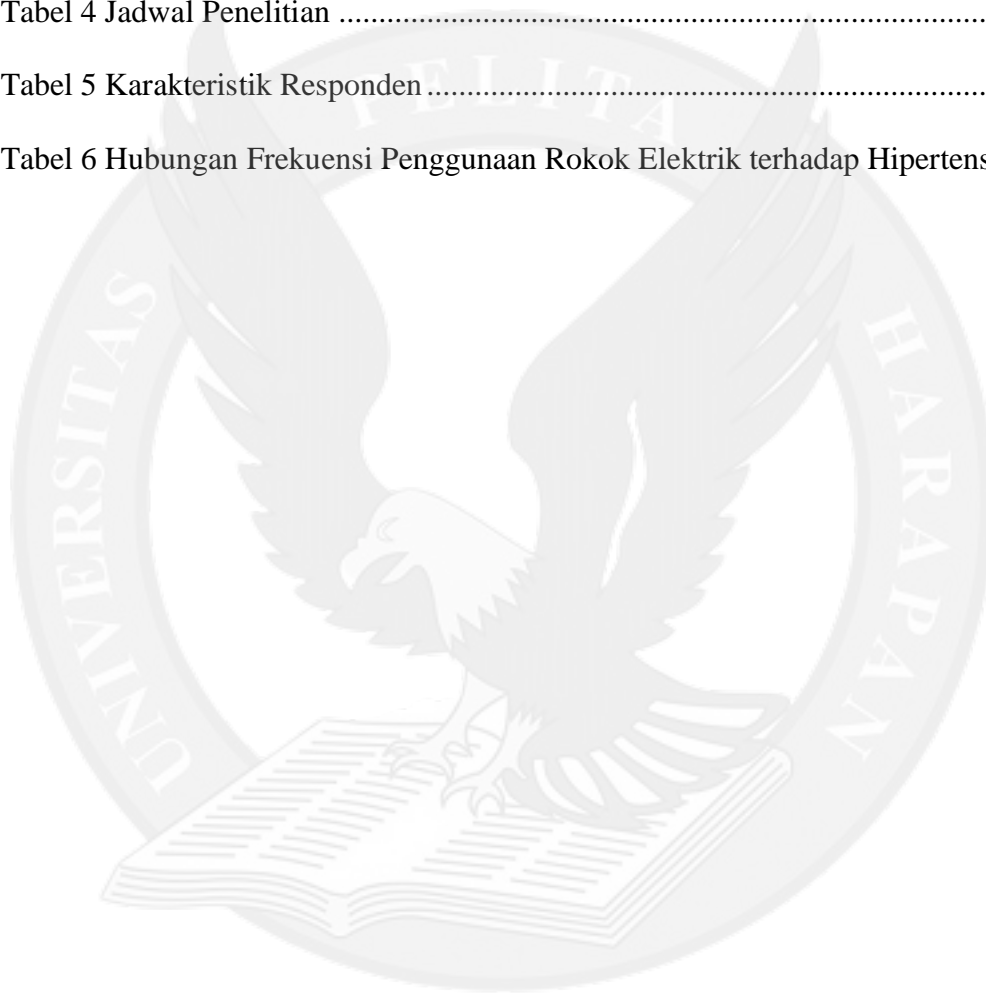 Tabel 4 Jadwal Penelitian ................................................................................
Tabel 5 Karakteristik Responden .....................................................................
Tabel 6 Hubungan Frekuensi Penggunaan Rokok Elektrik terhadap Hipertens
UNIVERSITAS PELITA HARAPAN